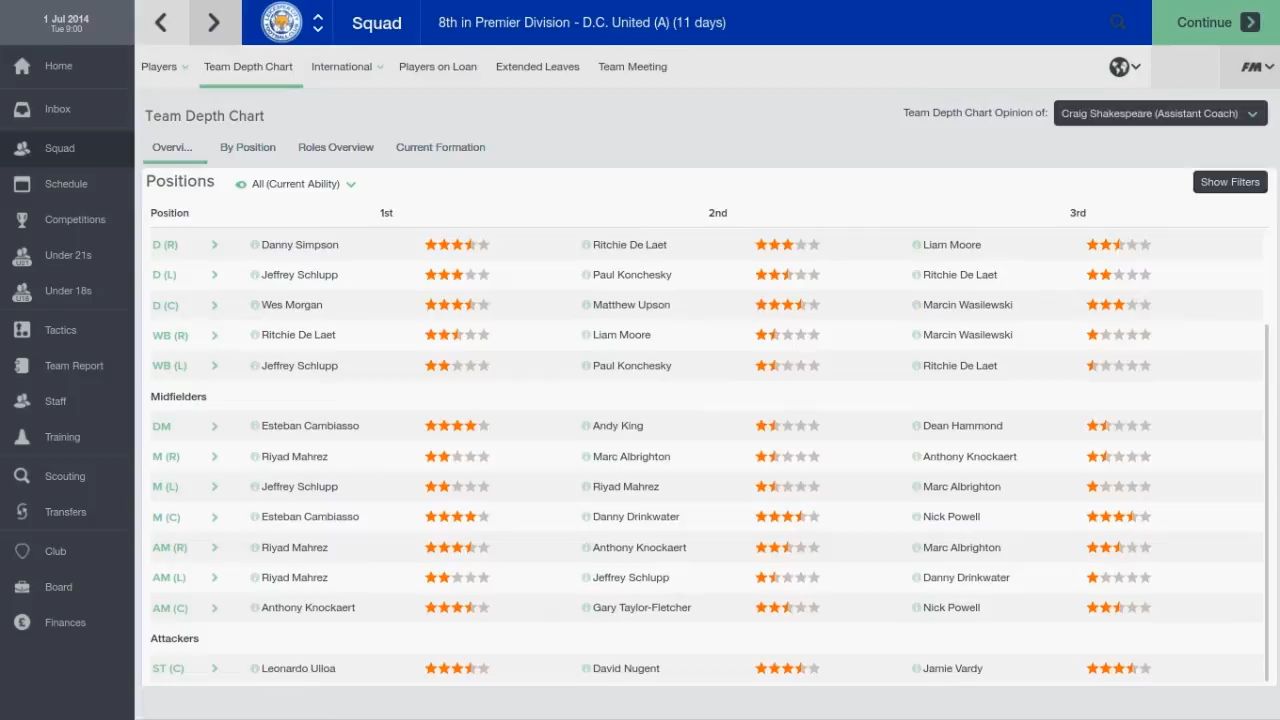 1 Jul 2014
Tue 9:00
Squad
8th in Premier Division - D.C. United (A) (11 days)
Continue
Home
Inbox
Squad
Schedule
Competitions
Under 21s
Under 18s
Tactics
Team Report
Staff
Training
Scouting
Transfers
Club
Board
Finances
Players Team Depth Chart International Players on Loan Extended Leaves Team Meeting
FM
Team Depth Chart
Team Depth Chart Opinion of: Craig Shakespeare (Assistant Coach)
Overvi... By Position Roles Overview Current Formation
Positions All (Current Ability) Show Filters
Position 1st 2nd 3rd
D (R) Danny Simpson Ritchie De Laet Liam Moore
D (L) Jeffrey Schlupp Paul Konchesky Ritchie De Laet
D (C) Wes Morgan Matthew Upson Marcin Wasilewski
WB (R) Ritchie De Laet Liam Moore Marcin Wasilewski
WB (L) Jeffrey Schlupp Paul Konchesky Ritchie De Laet
Midfielders
DM Esteban Cambiasso Andy King Dean Hammond
M (R) Riyad Mahrez Marc Albrighton Anthony Knockaert
M (L) Jeffrey Schlupp Riyad Mahrez Marc Albrighton
M (C) Esteban Cambiasso Danny Drinkwater Nick Powell
AM (R) Riyad Mahrez Anthony Knockaert Marc Albrighton
AM (L) Riyad Mahrez Jeffrey Schlupp Danny Drinkwater
AM (C) Anthony Knockaert Gary Taylor-Fletcher Nick Powell
Attackers
ST (C) Leonardo Ulloa David Nugent Jamie Vardy